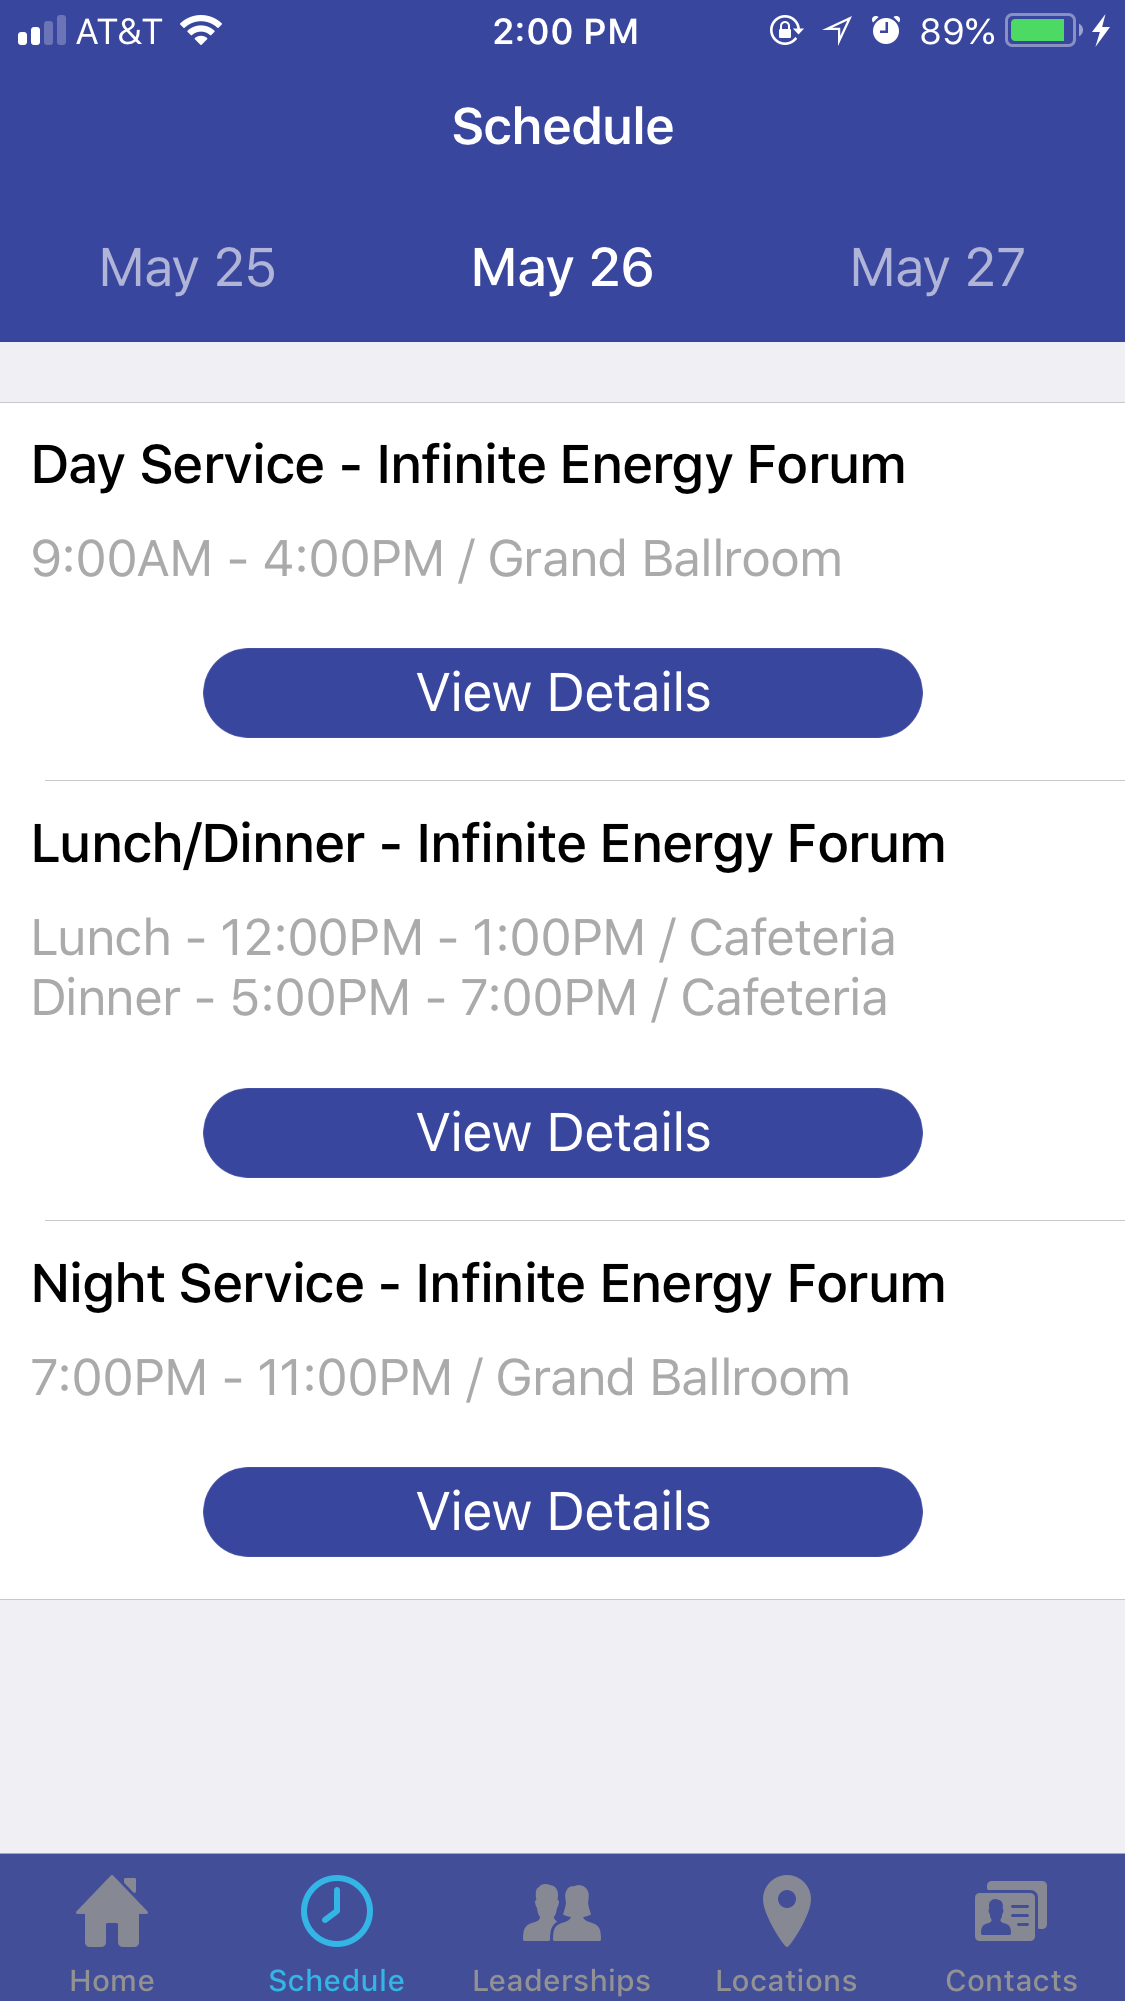 AT&T 2:00 PM 89%
Schedule
May 25 May 26 May 27
Day Service - Infinite Energy Forum
9:00AM - 4:00PM / Grand Ballroom
View Details
Lunch/Dinner - Infinite Energy Forum
Lunch - 12:00PM - 1:00PM / Cafeteria
Dinner - 5:00PM - 7:00PM / Cafeteria
View Details
Night Service - Infinite Energy Forum
7:00PM - 11:00PM / Grand Ballroom
View Details
Home Schedule Leaderships Locations Contacts